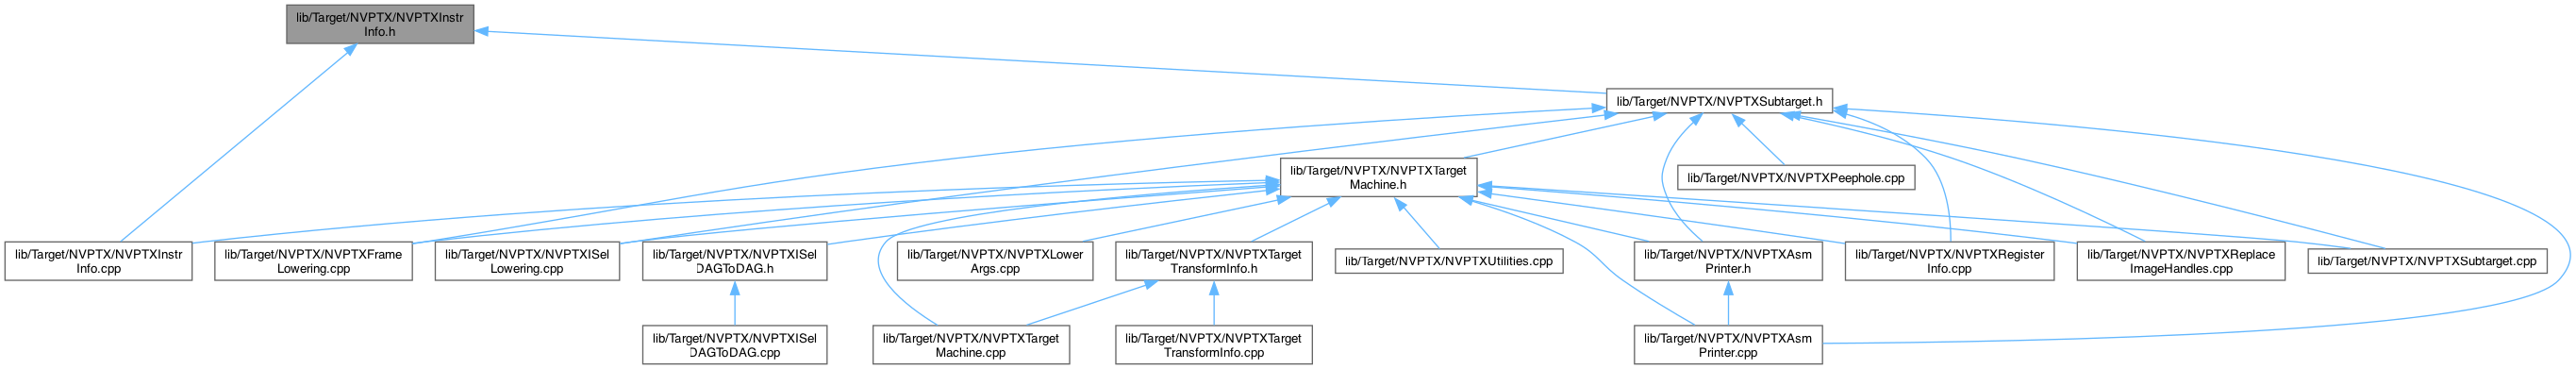 lib/Target/NVPTX/NVPTXInstr
Info.h
lib/Target/NVPTX/NVPTXSubtarget.h
lib/Target/NVPTX/NVPTXTarget
Machine.h
lib/Target/NVPTX/NVPTXPeephole.cpp
lib/Target/NVPTX/NVPTXInstr
Info.cpp
lib/Target/NVPTX/NVPTXFrame
Lowering.cpp
lib/Target/NVPTX/NVPTXISel
Lowering.cpp
lib/Target/NVPTX/NVPTXISel
DAGToDAG.h
lib/Target/NVPTX/NVPTXLower
Args.cpp
lib/Target/NVPTX/NVPTXTarget
TransformInfo.h
lib/Target/NVPTX/NVPTXUtilities.cpp
lib/Target/NVPTX/NVPTXAsm
Printer.h
lib/Target/NVPTX/NVPTXRegister
Info.cpp
lib/Target/NVPTX/NVPTXReplace
ImageHandles.cpp
lib/Target/NVPTX/NVPTXSubtarget.cpp
lib/Target/NVPTX/NVPTXISel
DAGToDAG.cpp
lib/Target/NVPTX/NVPTXTarget
Machine.cpp
lib/Target/NVPTX/NVPTXTarget
TransformInfo.cpp
lib/Target/NVPTX/NVPTXAsm
Printer.cpp